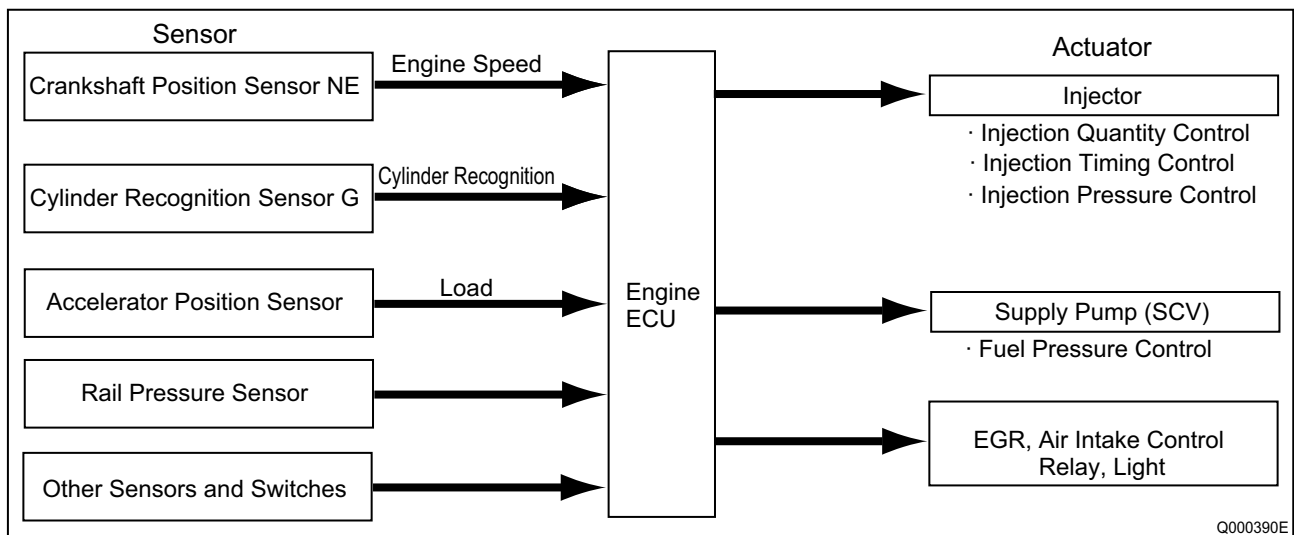 Sensor
Crankshaft Position Sensor NE
Engine Speed
Cylinder Recognition Sensor G
Cylinder Recognition
Accelerator Position Sensor
Load
Rail Pressure Sensor
Other Sensors and Switches
Engine
ECU
Actuator
Injector
· Injection Quantity Control
· Injection Timing Control
· Injection Pressure Control
Supply Pump (SCV)
· Fuel Pressure Control
EGR, Air Intake Control
Relay, Light
Q000390E